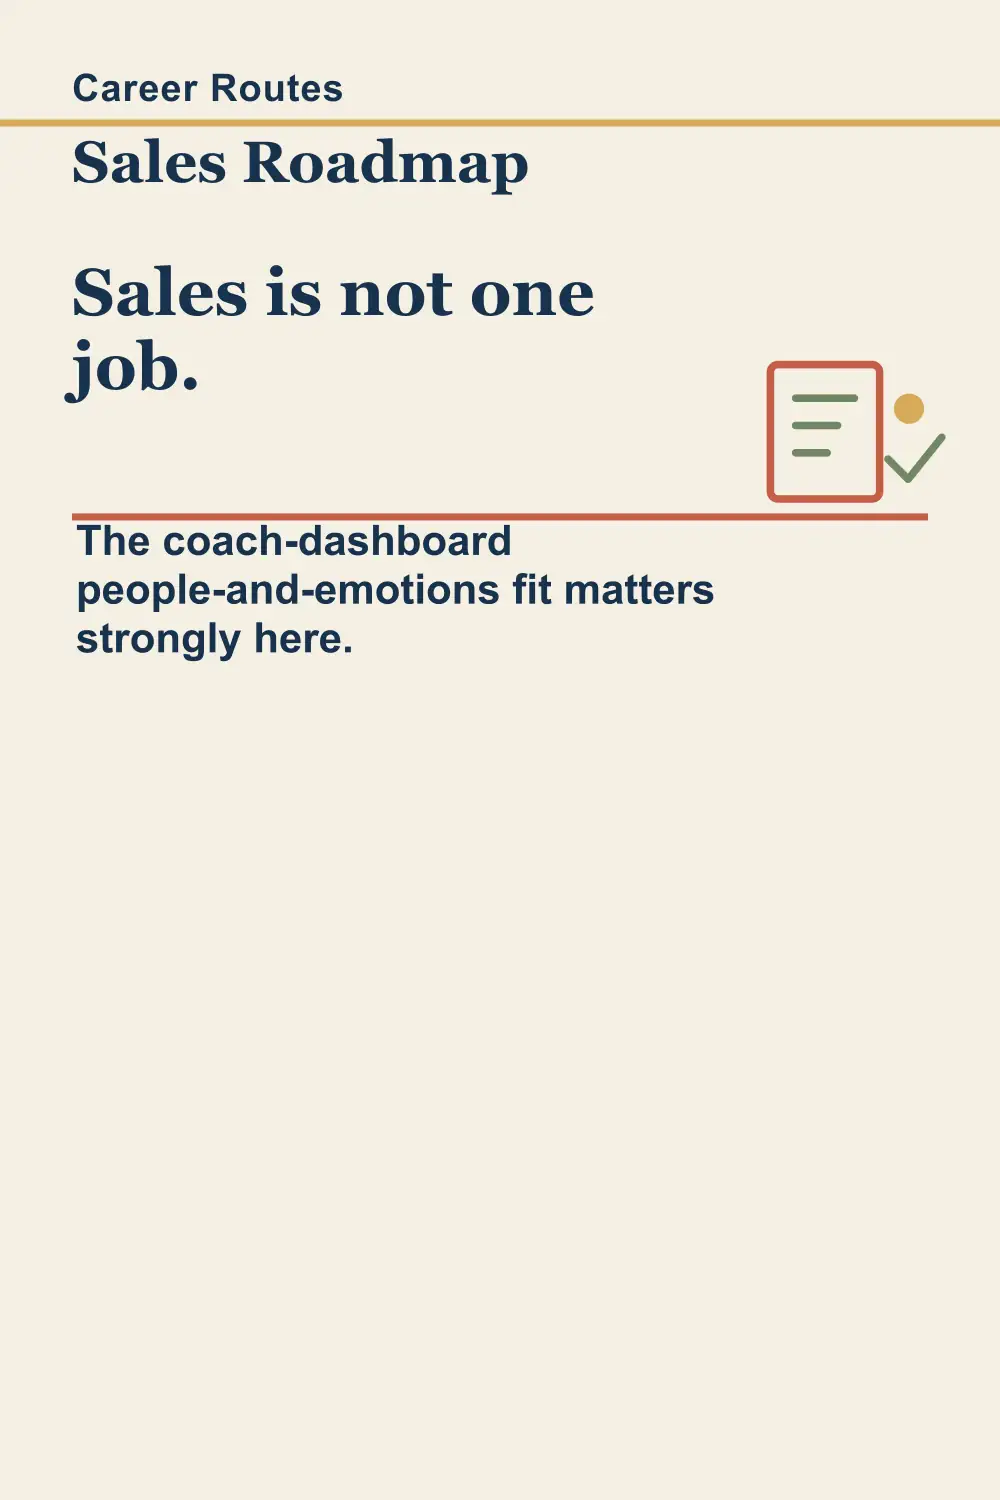 Career Routes
Sales Roadmap
Sales is not one
job.
The coach-dashboard
people-and-emotions fit matters
strongly here.